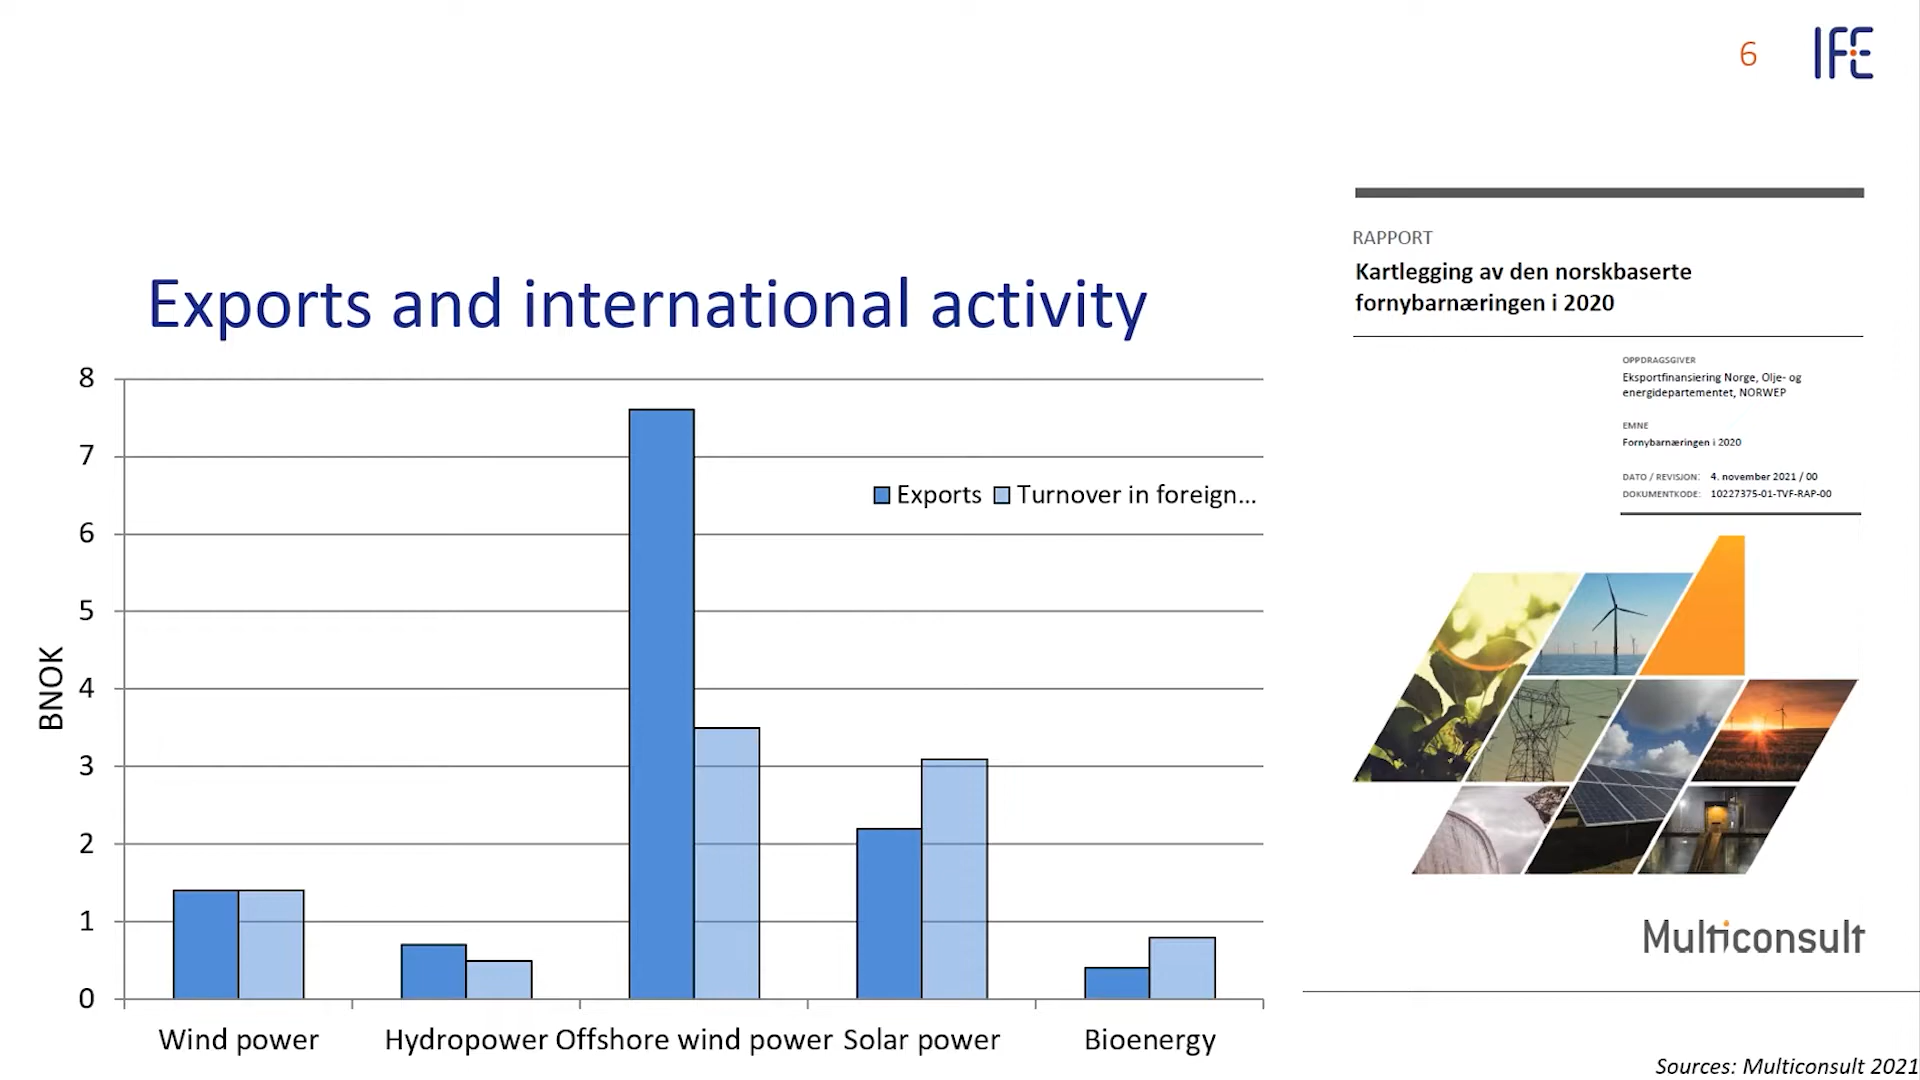 6
IFE
Exports and international activity
8
7
6
5
4
3
2
1
0
BNOK
Exports
Turnover in foreign...
Wind power
Hydropower
Offshore wind power
Solar power
Bioenergy
RAPPORT
Kartlegging av den norskbaserte
fornybarnæringen i 2020
OPPDRAGSGIVER
Eksportfinansiering Norge, Olje- og
energidepartementet, NORWEP
EMNE
Fornybarnæringen i 2020
DATO / REVISJON: 4. november 2021 / 00
DOKUMENTKODE: 10227375-01-TVF-RAP-00
Multiconsult
Sources: Multiconsult 2021